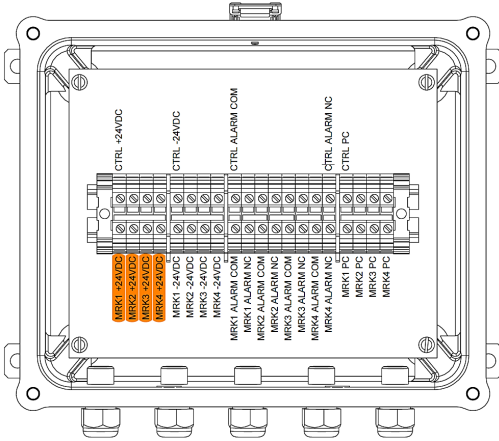 CTRL +24VDC
CTRL -24VDC
CTRL ALARM COM
CTRL ALARM NC
CTRL PC
MRK1 +24VDC
MRK2 +24VDC
MRK3 +24VDC
MRK4 +24VDC
MRK1 -24VDC
MRK2 -24VDC
MRK3 -24VDC
MRK4 -24VDC
MRK1 ALARM COM
MRK1 ALARM NC
MRK2 ALARM COM
MRK2 ALARM NC
MRK3 ALARM COM
MRK3 ALARM NC
MRK4 ALARM COM
MRK4 ALARM NC
MRK1 PC
MRK2 PC
MRK3 PC
MRK4 PC